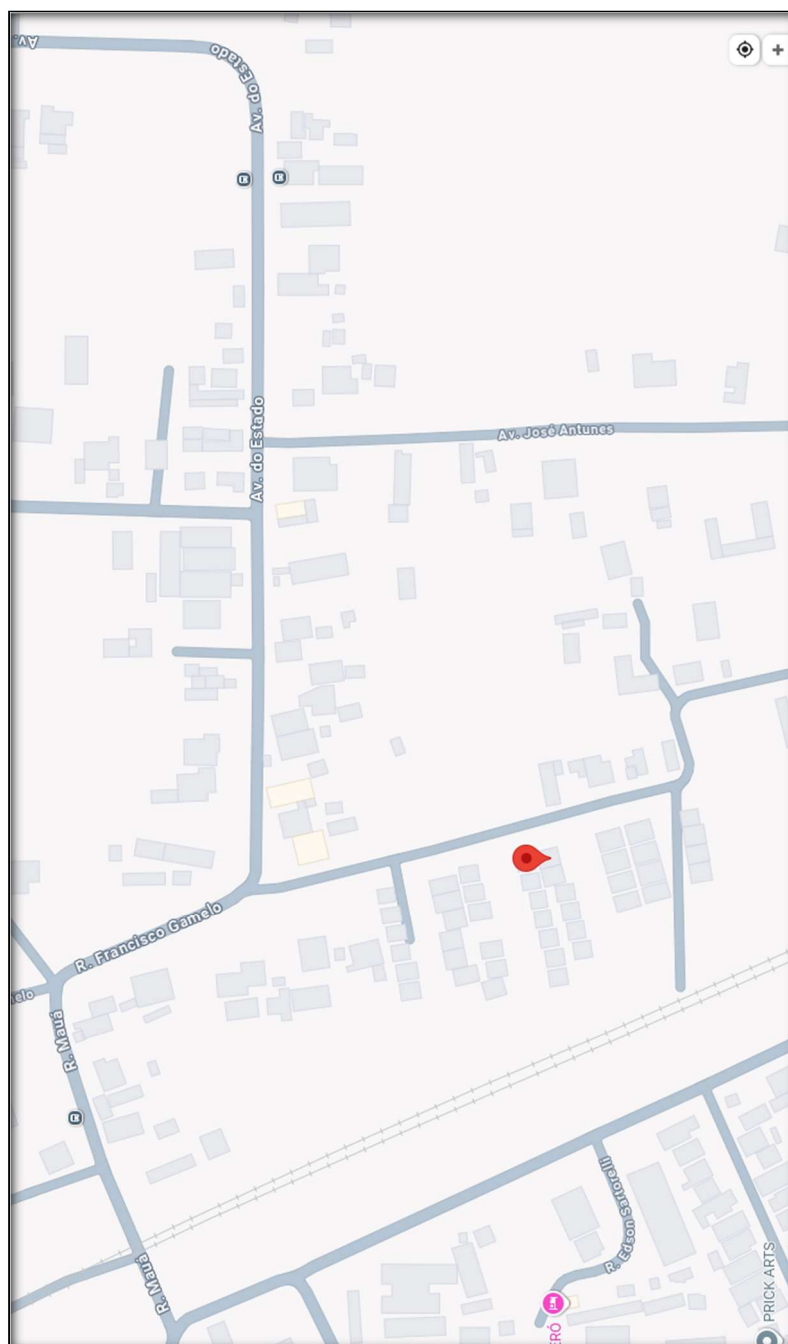 Av.
Av. do Estado
Av. do Estado
Av. José Antunes
R. Francisco Gamelo
elo
R. Mauá
R. Mauá
R. Edson Sartorelli
PRICK ARTS
RÓ